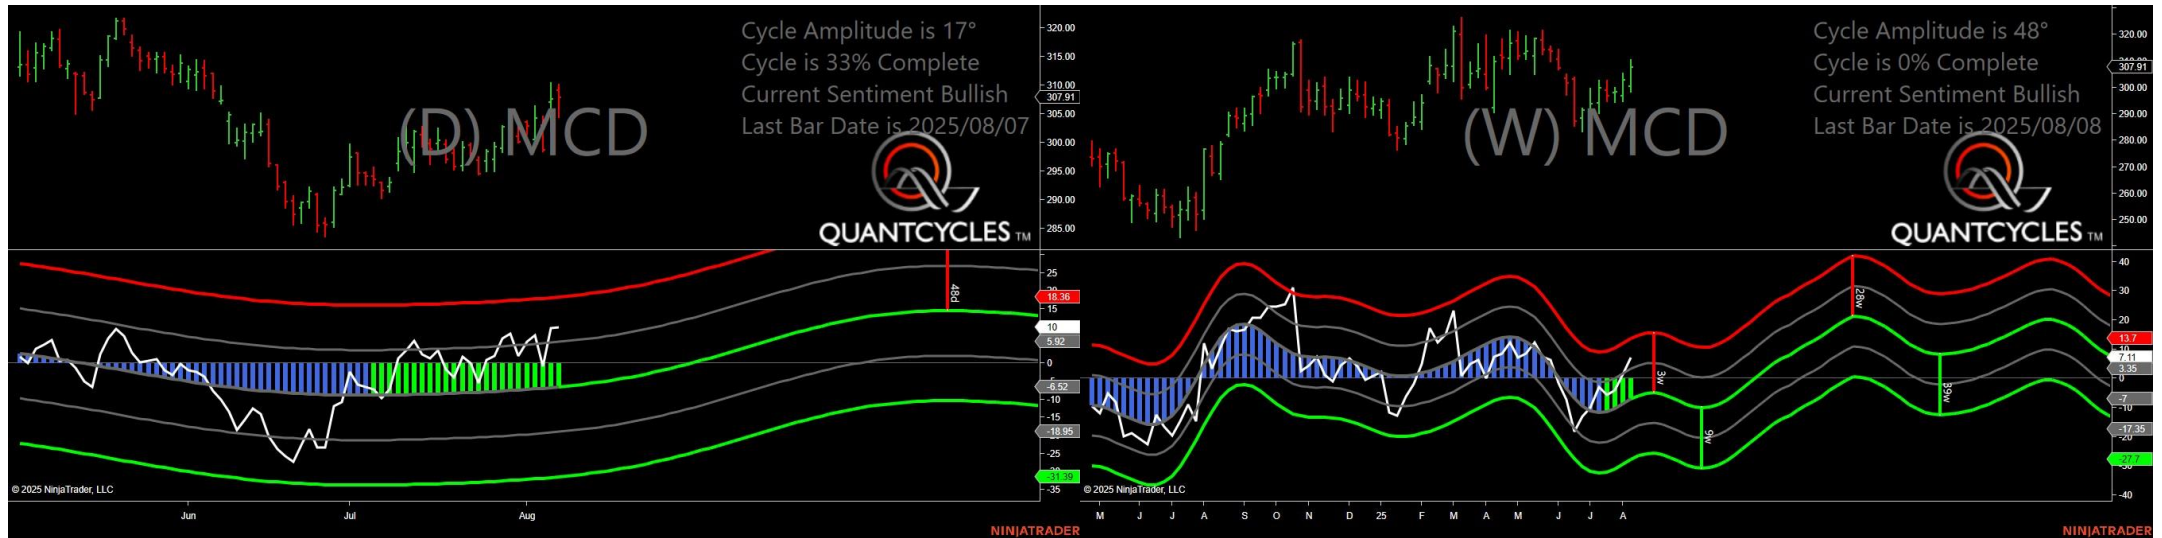 Cycle Amplitude is 17°
Cycle is 33% Complete
Current Sentiment Bullish
Last Bar Date is 2025/08/07
(D) MCD
QUANTCYCLES TM
320.00
315.00
310.00
307.91
305.00
300.00
295.00
290.00
285.00
48d
25
18.36
15
10
5.92
0
-6.52
-10
-15
-18.95
-25
-31.39
-35
© 2025 NinjaTrader, LLC
Jun
Jul
Aug
NINJATRADER
Cycle Amplitude is 48°
Cycle is 0% Complete
Current Sentiment Bullish
Last Bar Date is 2025/08/08
(W) MCD
QUANTCYCLES TM
320.00
307.91
300.00
290.00
280.00
270.00
260.00
250.00
3w
9w
28w
39w
40
30
20
13.7
7.11
3.35
0
-7
-10
-17.35
-20
-27.7
-40
© 2025 NinjaTrader, LLC
M J J A S O N D 25 F M A M J J A
NINJATRADER